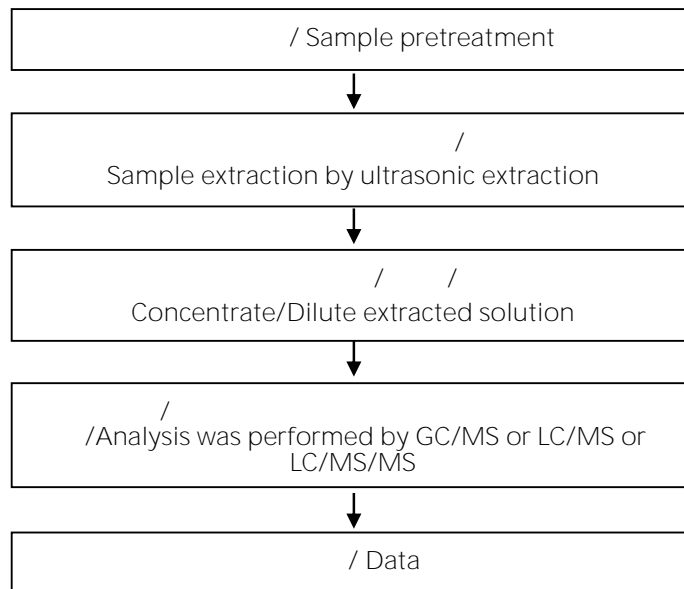 / Sample pretreatment
/
Sample extraction by ultrasonic extraction
/ /
Concentrate/Dilute extracted solution
/
/Analysis was performed by GC/MS or LC/MS or
LC/MS/MS
/ Data